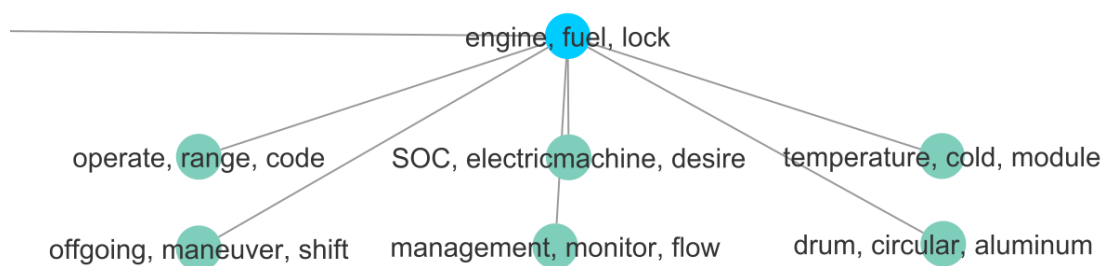 engine, fuel, lock
operate, range, code
SOC, electricmachine, desire
temperature, cold, module
offgoing, maneuver, shift
management, monitor, flow
drum, circular, aluminum